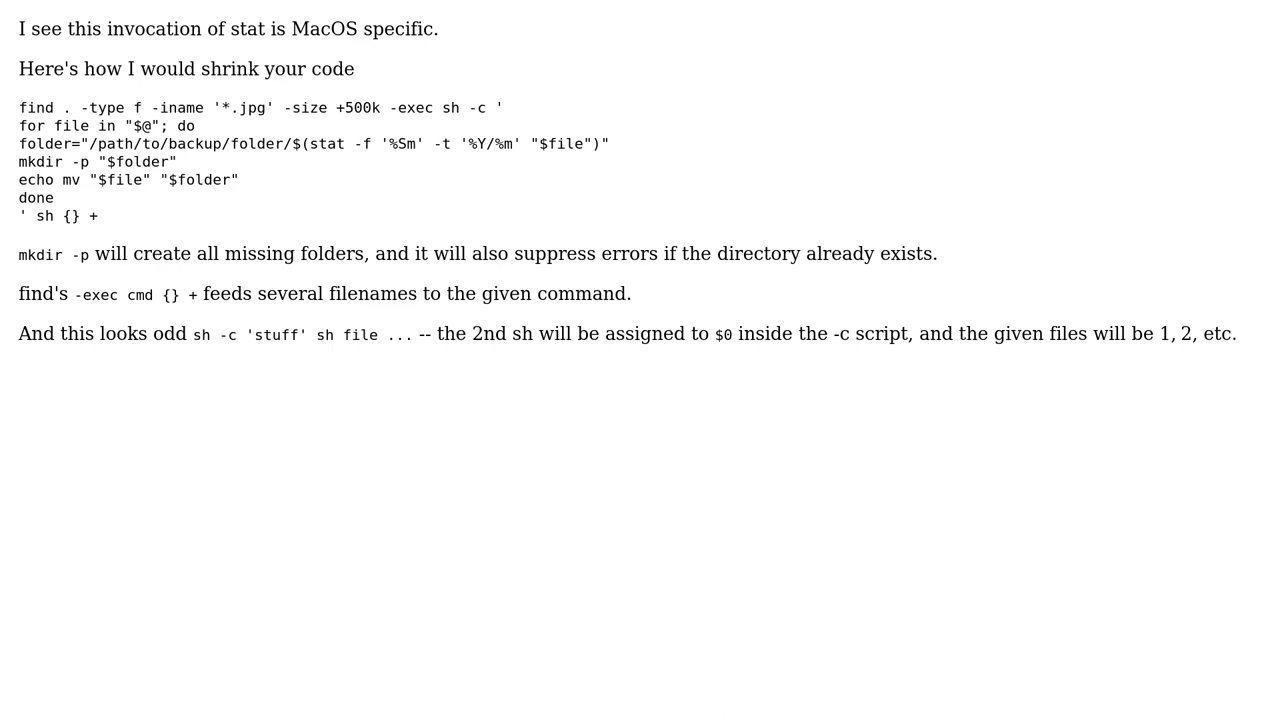 I see this invocation of stat is MacOS specific.
Here's how I would shrink your code
find . -type f -iname '*.jpg' -size +500k -exec sh -c '
for file in "$@"; do
folder="/path/to/backup/folder/$(stat -f '%Sm' -t '%Y/%m' "$file")"
mkdir -p "$folder"
echo mv "$file" "$folder"
done
' sh {} +
mkdir -p will create all missing folders, and it will also suppress errors if the directory already exists.
find's -exec cmd {} + feeds several filenames to the given command.
And this looks odd sh -c 'stuff' sh file ... -- the 2nd sh will be assigned to $0 inside the -c script, and the given files will be 1, 2, etc.